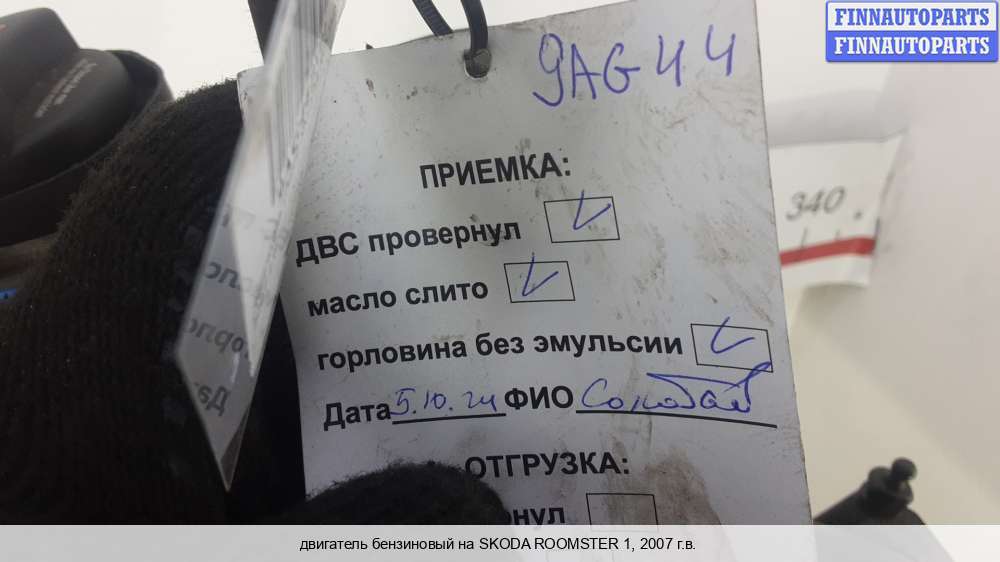 FINNAUTOPARTS
FINNAUTOPARTS
9AG44
ПРИЕМКА:
ДВС провернул
масло слито
горловина без эмульсии
Дата 5.10.24 ФИО
ОТГРУЗКА:
340
двигатель бензиновый на SKODA ROOMSTER 1, 2007 г.в.